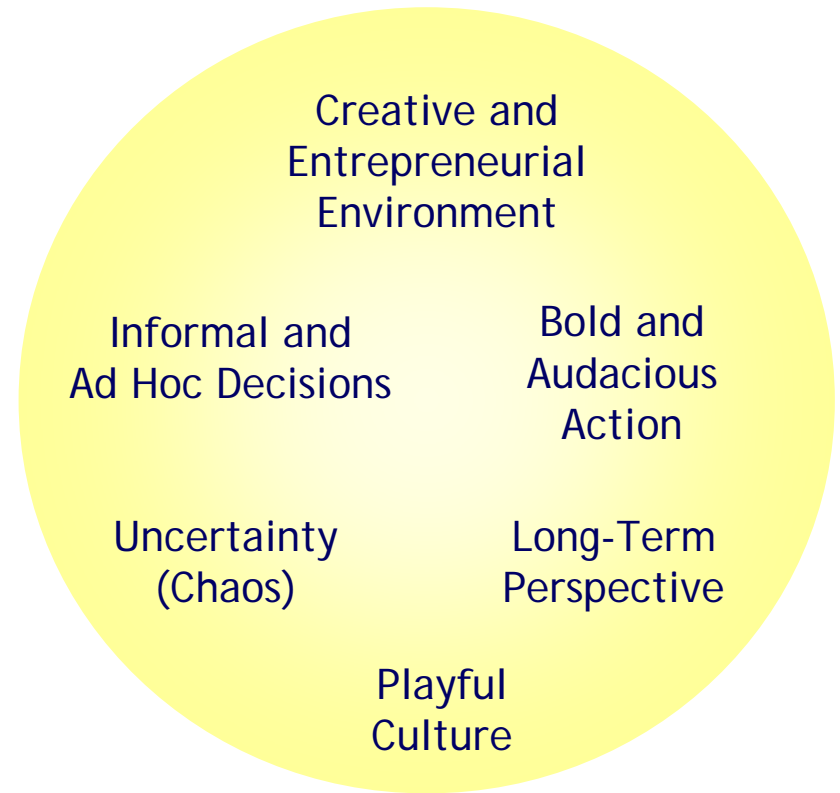 Creative and
Entrepreneurial
Environment
Informal and
Ad Hoc Decisions
Bold and
Audacious
Action
Uncertainty
(Chaos)
Long-Term
Perspective
Playful
Culture